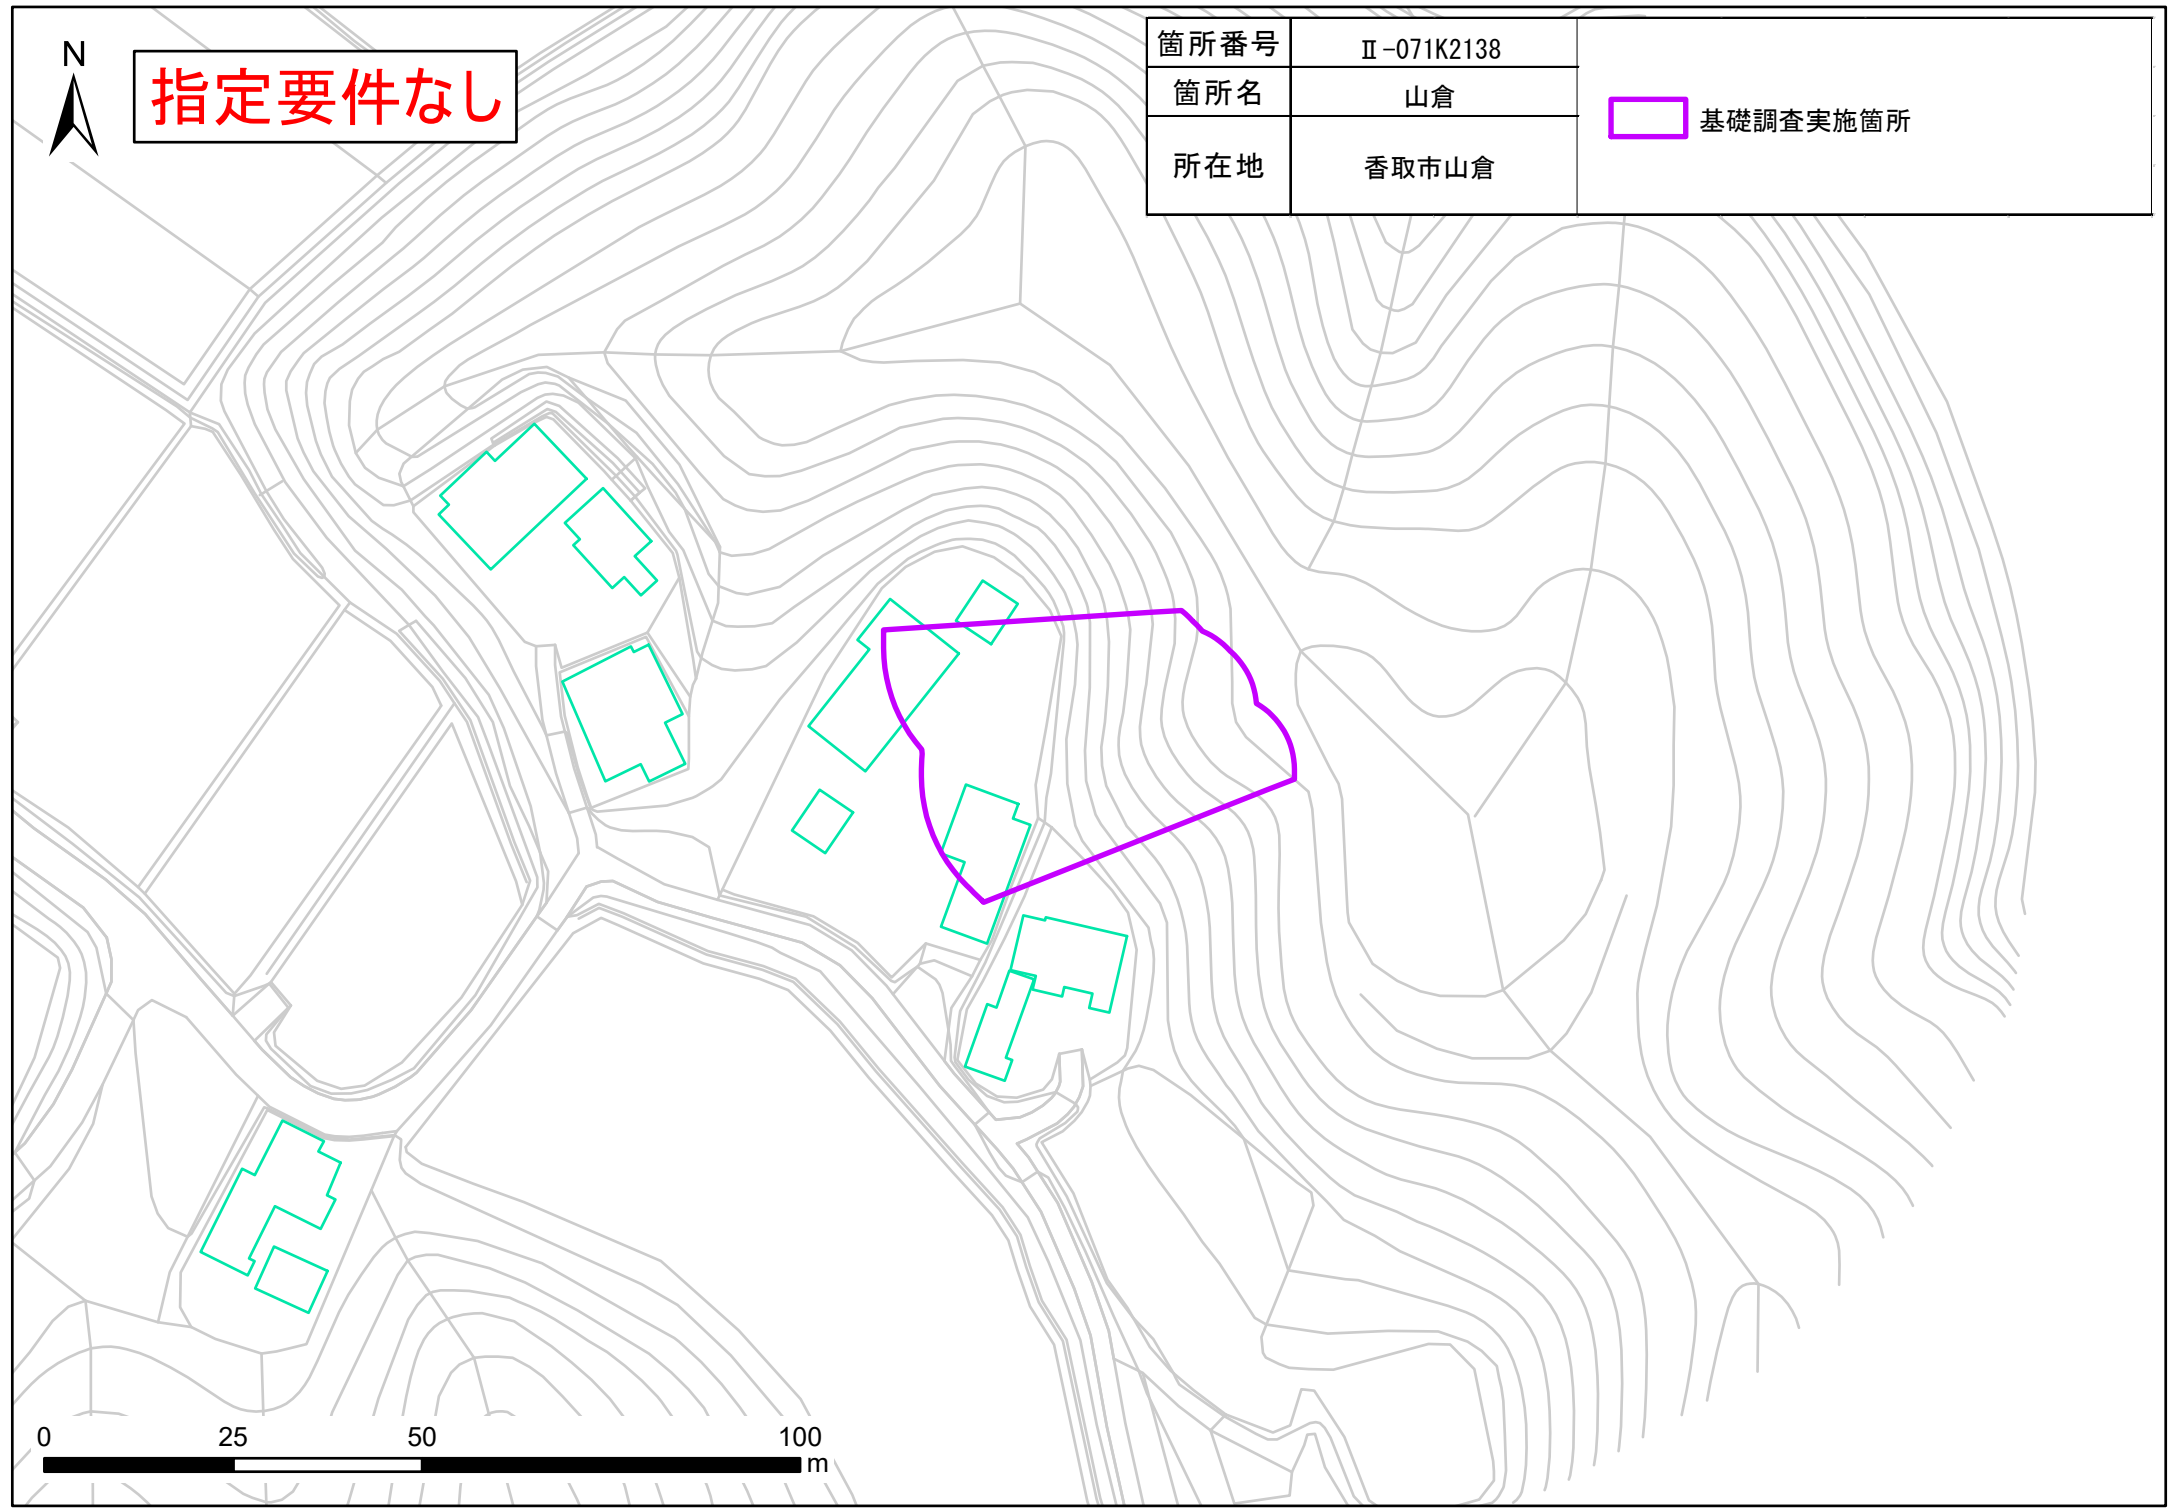 N
指定要件なし
箇所番号 Ⅱ-071K2138
箇所名 山倉
所在地 香取市山倉
基礎調査実施箇所
0 25 50 100
m